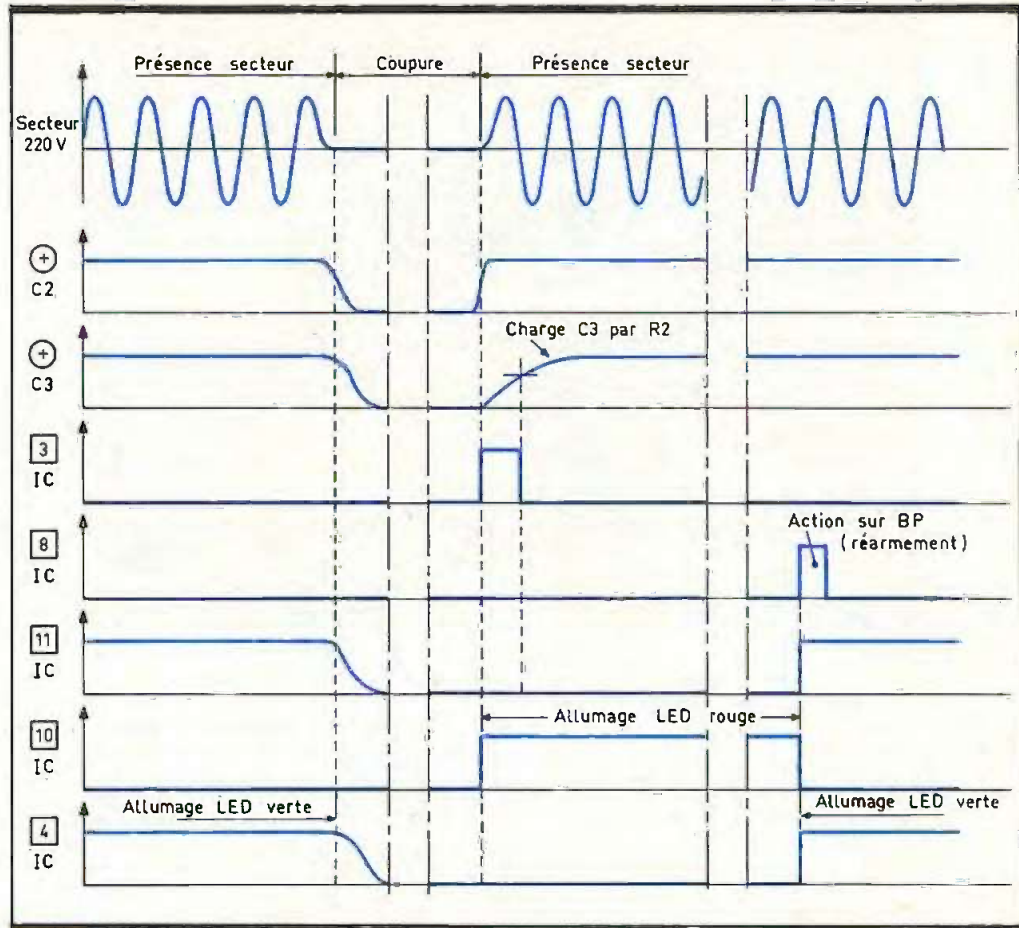 Présence secteur
Coupure
Présence secteur
Secteur
220 V
+
C2
+
C3
Charge C3 par R2
3
IC
8
IC
Action sur BP
(réarmement)
11
IC
10
IC
Allumage LED rouge
4
IC
Allumage LED verte
Allumage LED verte